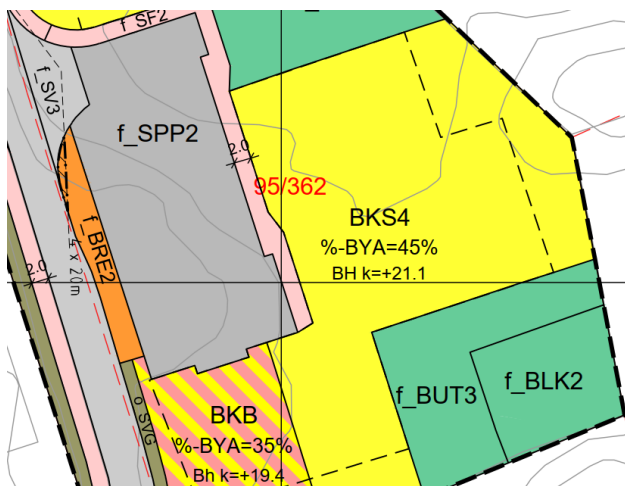 f_SF2
f_SV3
f_SPP2
2.0
95/362
BKS4
%-BYA=45%
BH k=+21.1
f_BRE2
2.0
4 x 20m
f_BUT3
f_BLK2
o_SVG
BKB
%-BYA=35%
Bh k=+19.4